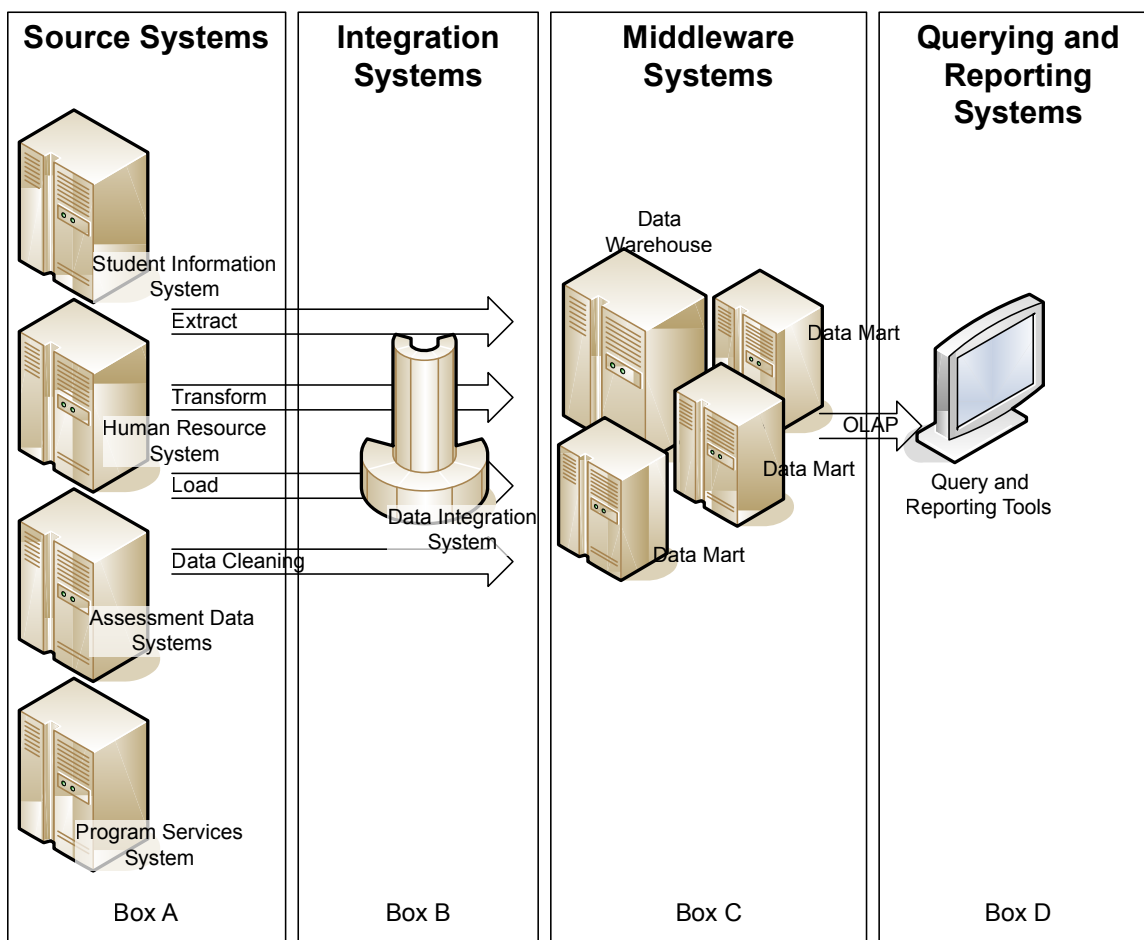 Source Systems
Integration
Systems
Middleware
Systems
Querying and
Reporting
Systems
Student Information
System
Extract
Transform
Human Resource
System
Load
Data Cleaning
Assessment Data
Systems
Program Services
System
Data Integration
System
Data
Warehouse
Data Mart
Data Mart
Data Mart
OLAP
Query and
Reporting Tools
Box A
Box B
Box C
Box D